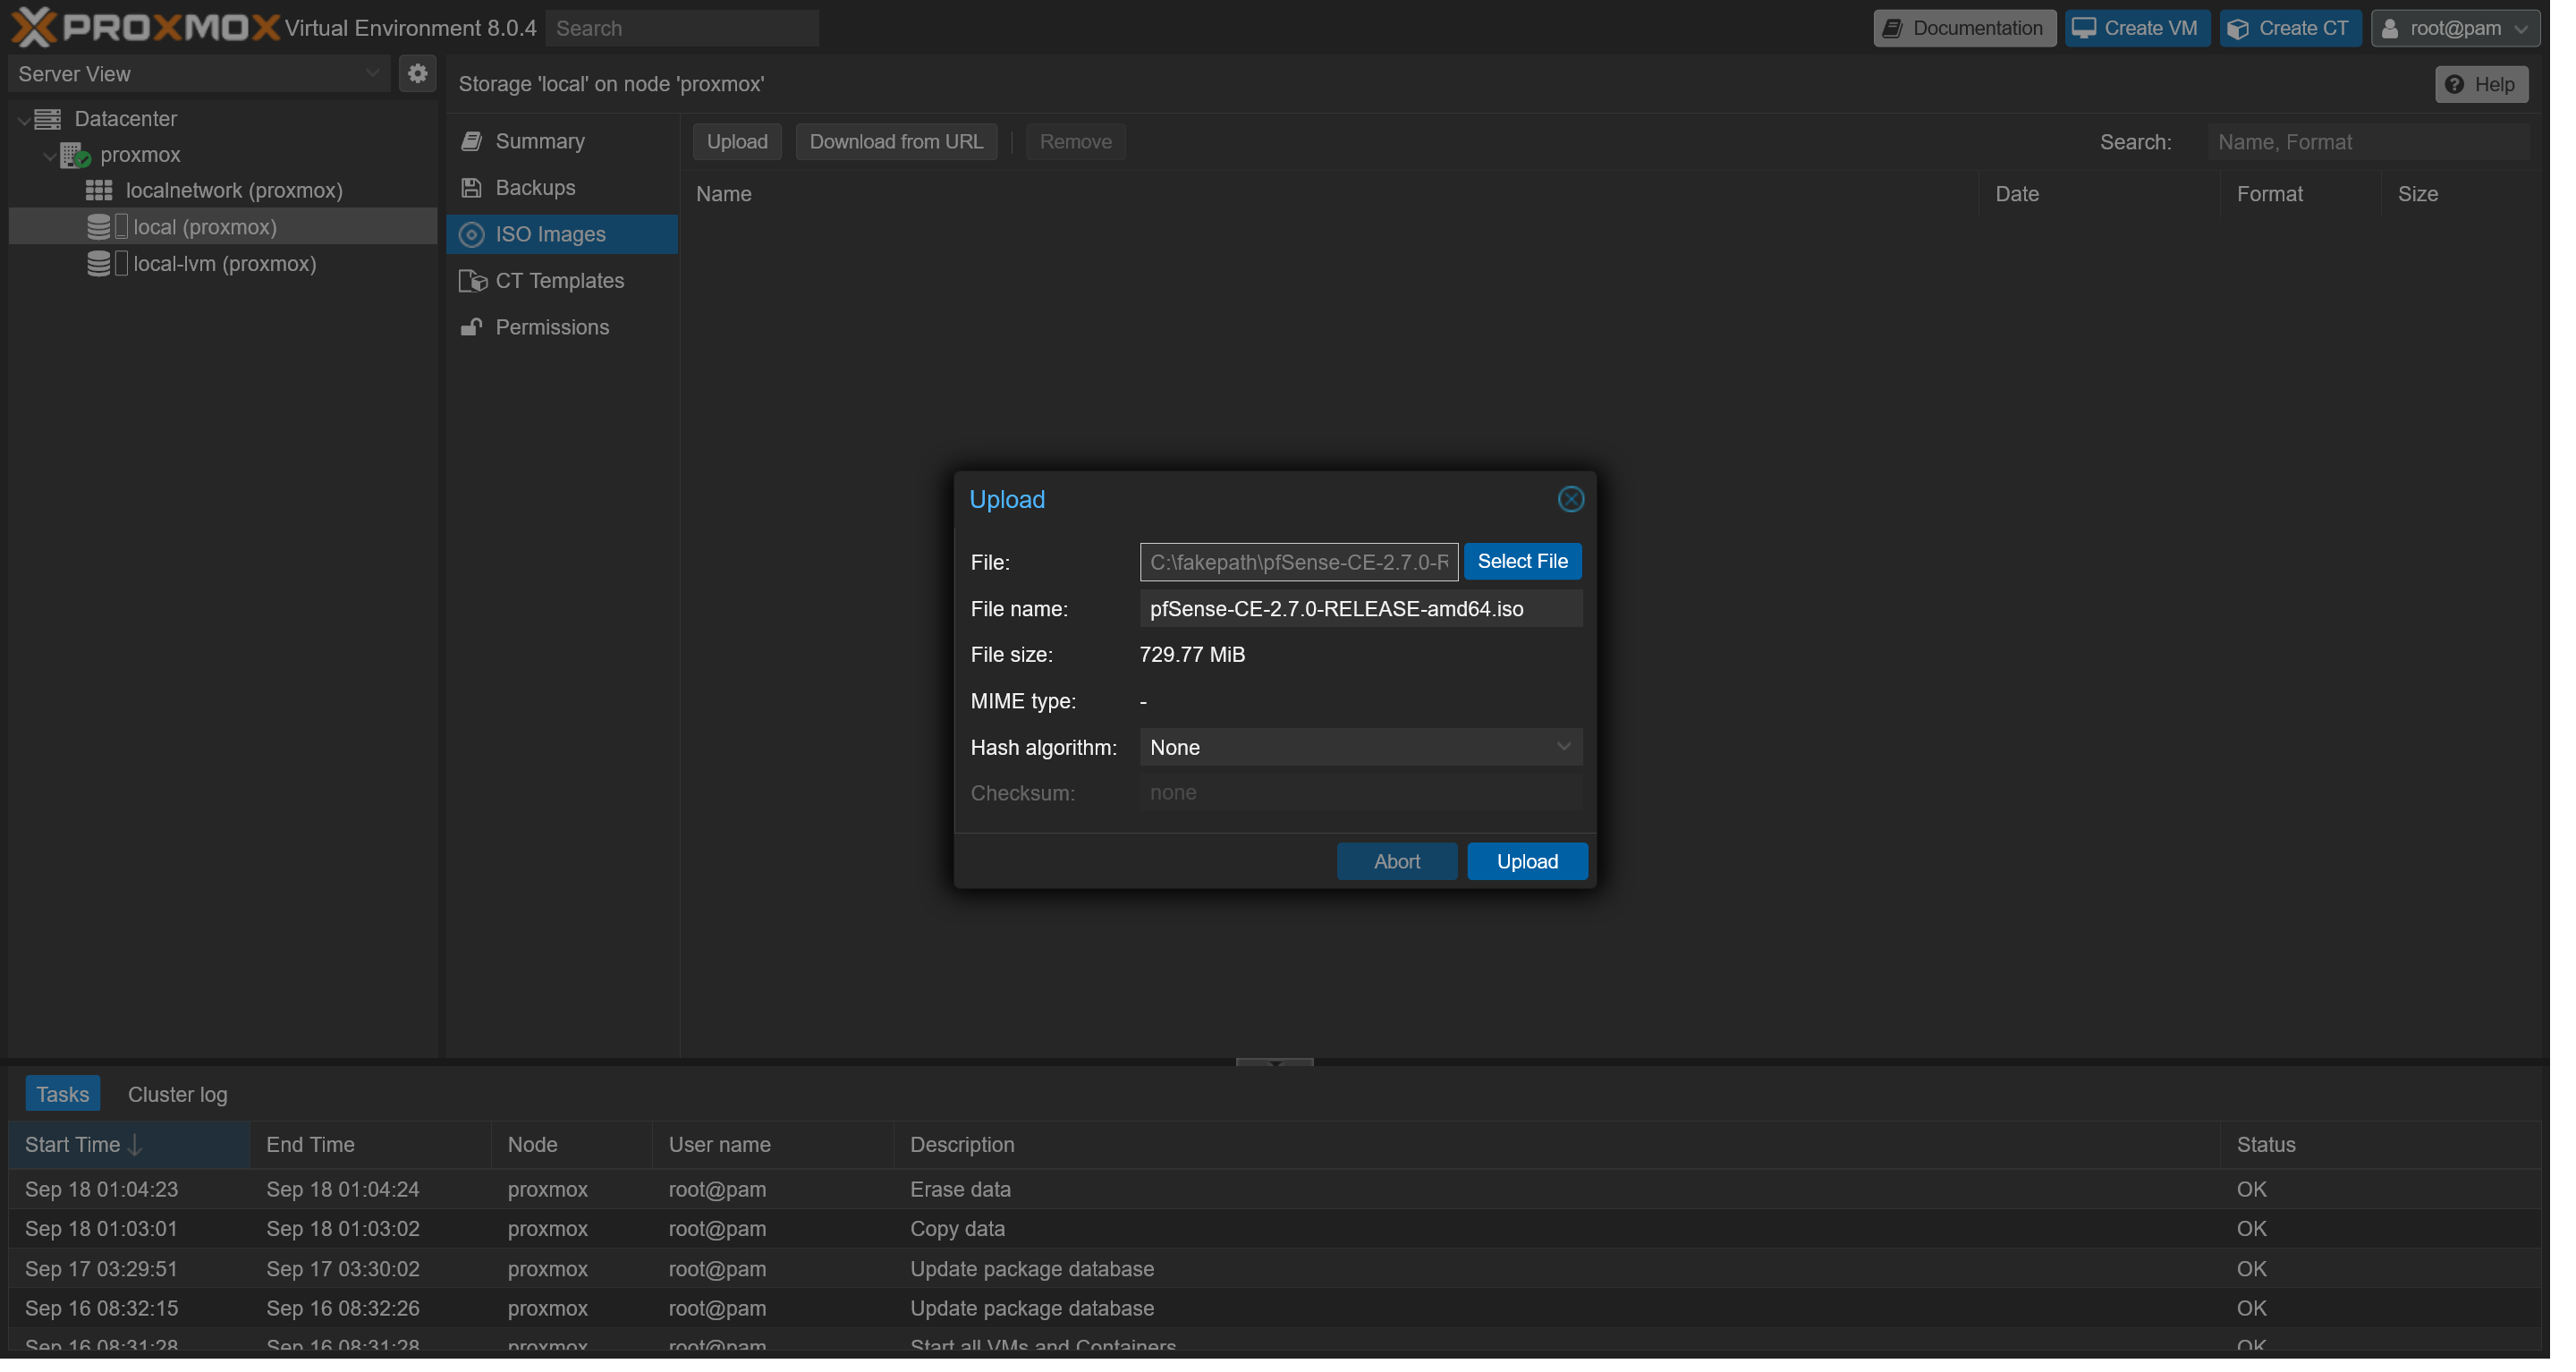 PROXMOX Virtual Environment 8.0.4 Search Documentation Create VM Create CT root@pam
Server View
Storage 'local' on node 'proxmox' Help
Datacenter
proxmox
localnetwork (proxmox)
local (proxmox)
local-lvm (proxmox)
Summary
Backups
ISO Images
CT Templates
Permissions
Upload Download from URL Remove Search: Name, Format
Name Date Format Size
Upload
File: C:\fakepath\pfSense-CE-2.7.0-R Select File
File name: pfSense-CE-2.7.0-RELEASE-amd64.iso
File size: 729.77 MiB
MIME type: -
Hash algorithm: None
Checksum: none
Abort Upload
Tasks Cluster log
Start Time End Time Node User name Description Status
Sep 18 01:04:23 Sep 18 01:04:24 proxmox root@pam Erase data OK
Sep 18 01:03:01 Sep 18 01:03:02 proxmox root@pam Copy data OK
Sep 17 03:29:51 Sep 17 03:30:02 proxmox root@pam Update package database OK
Sep 16 08:32:15 Sep 16 08:32:26 proxmox root@pam Update package database OK
Sep 16 08:31:28 Sep 16 08:31:28 proxmox root@pam Start all VMs and Containers OK